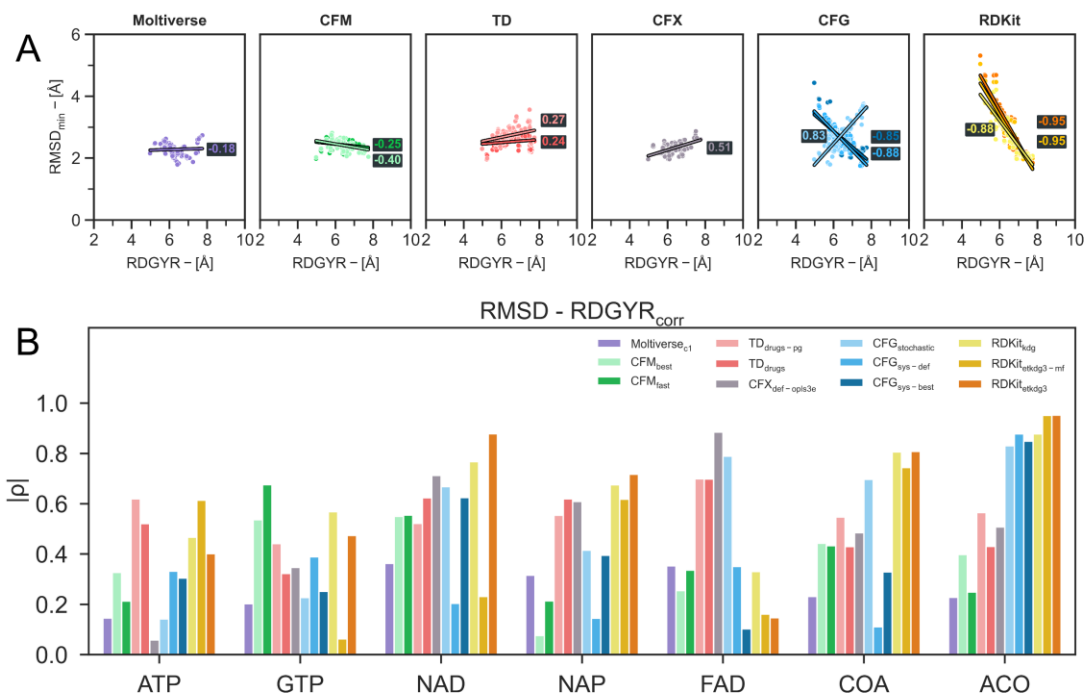 A
Moltiverse CFM TD CFX CFG RDKit
RMSDmin – [Å]
6
4
2
0
-0.18
-0.25
-0.40
0.27
0.24
0.51
0.83
-0.85
-0.88
-0.88
-0.95
-0.95
2 4 6 8 10 2 4 6 8 10 2 4 6 8 10 2 4 6 8 10 2 4 6 8 10 2 4 6 8 10
RDGYR – [Å] RDGYR – [Å] RDGYR – [Å] RDGYR – [Å] RDGYR – [Å] RDGYR – [Å]
B
RMSD - RDGYRcorr
Moltiversec1 TDdrugs-pg CFGstochastic RDKitkdg
CFMbest TDdrugs CFGsys-def RDKitetkdg3-mf
CFMfast CFXdef-opls3e CFGsys-best RDKitetkdg3
|ρ|
1.0
0.8
0.6
0.4
0.2
0.0
ATP GTP NAD NAP FAD COA ACO